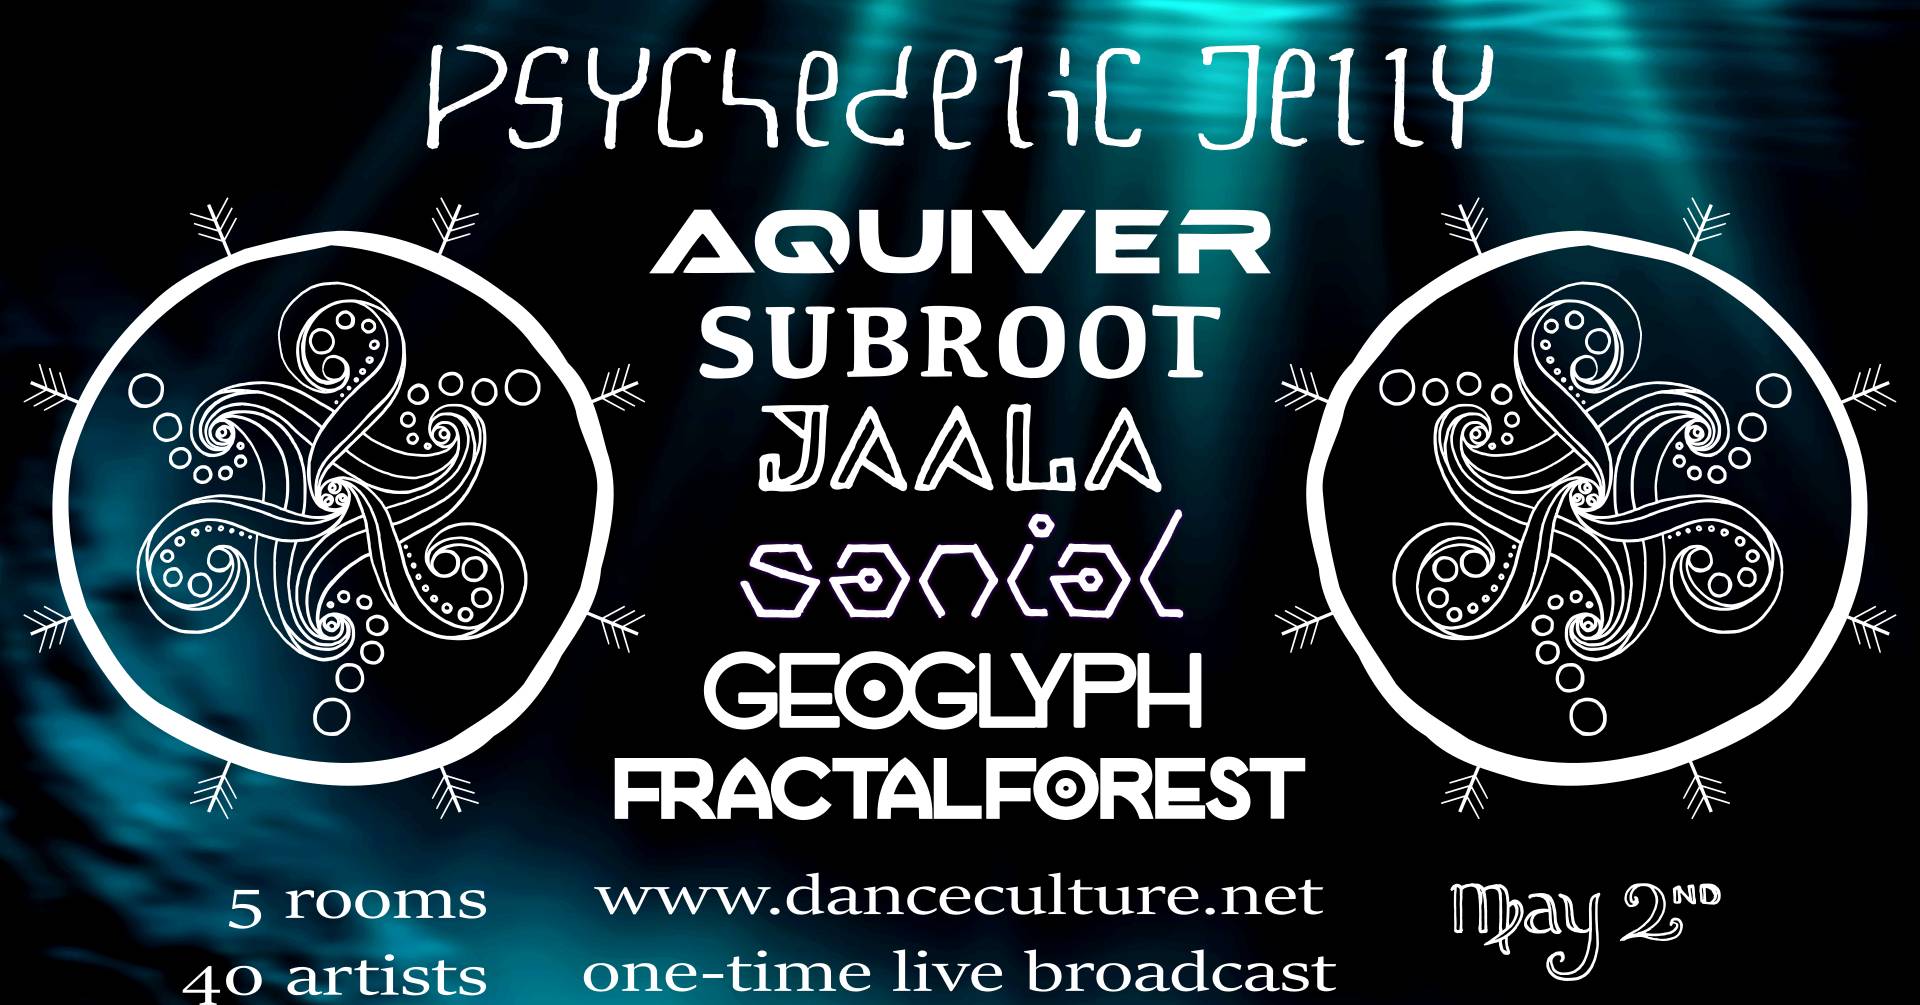 Psychedelic Jelly
AQUIVER
SUBROOT
JAALA
sanial
GEOGLYPH
FRACTALFOREST
5 rooms
40 artists
www.danceculture.net
one-time live broadcast
May 2ND